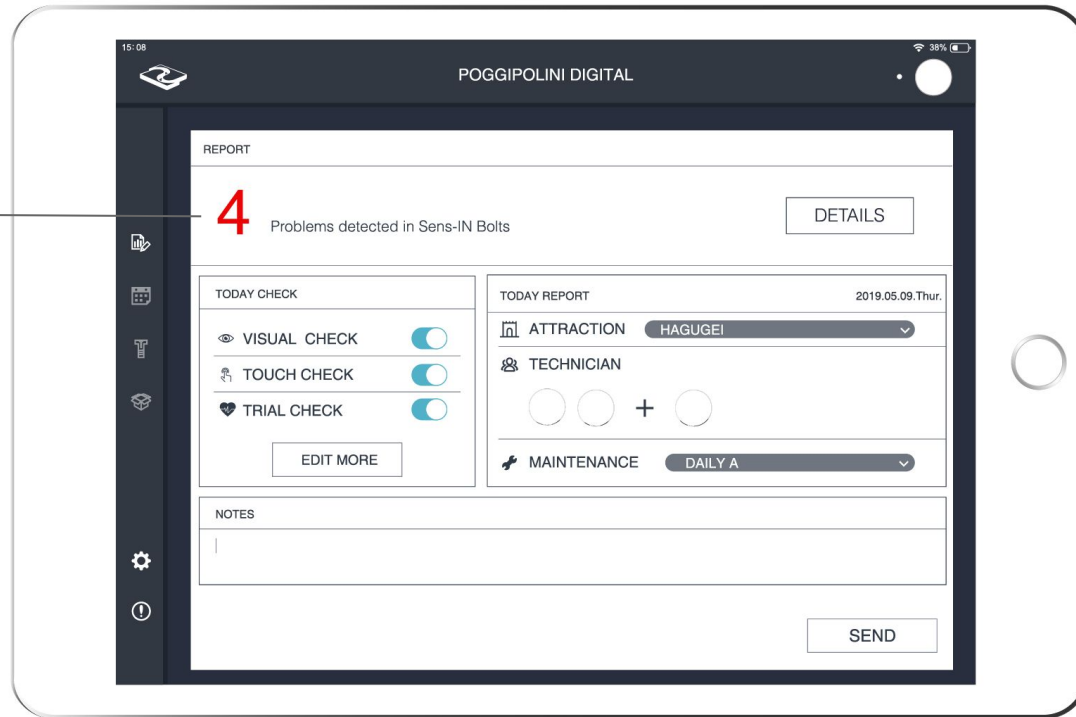 15:08
38%
POGGIPOLINI DIGITAL
REPORT
4 Problems detected in Sens-IN Bolts
DETAILS
TODAY CHECK
VISUAL CHECK
TOUCH CHECK
TRIAL CHECK
EDIT MORE
TODAY REPORT 2019.05.09.Thur.
ATTRACTION HAGUGEI
TECHNICIAN
+
MAINTENANCE DAILY A
NOTES
SEND